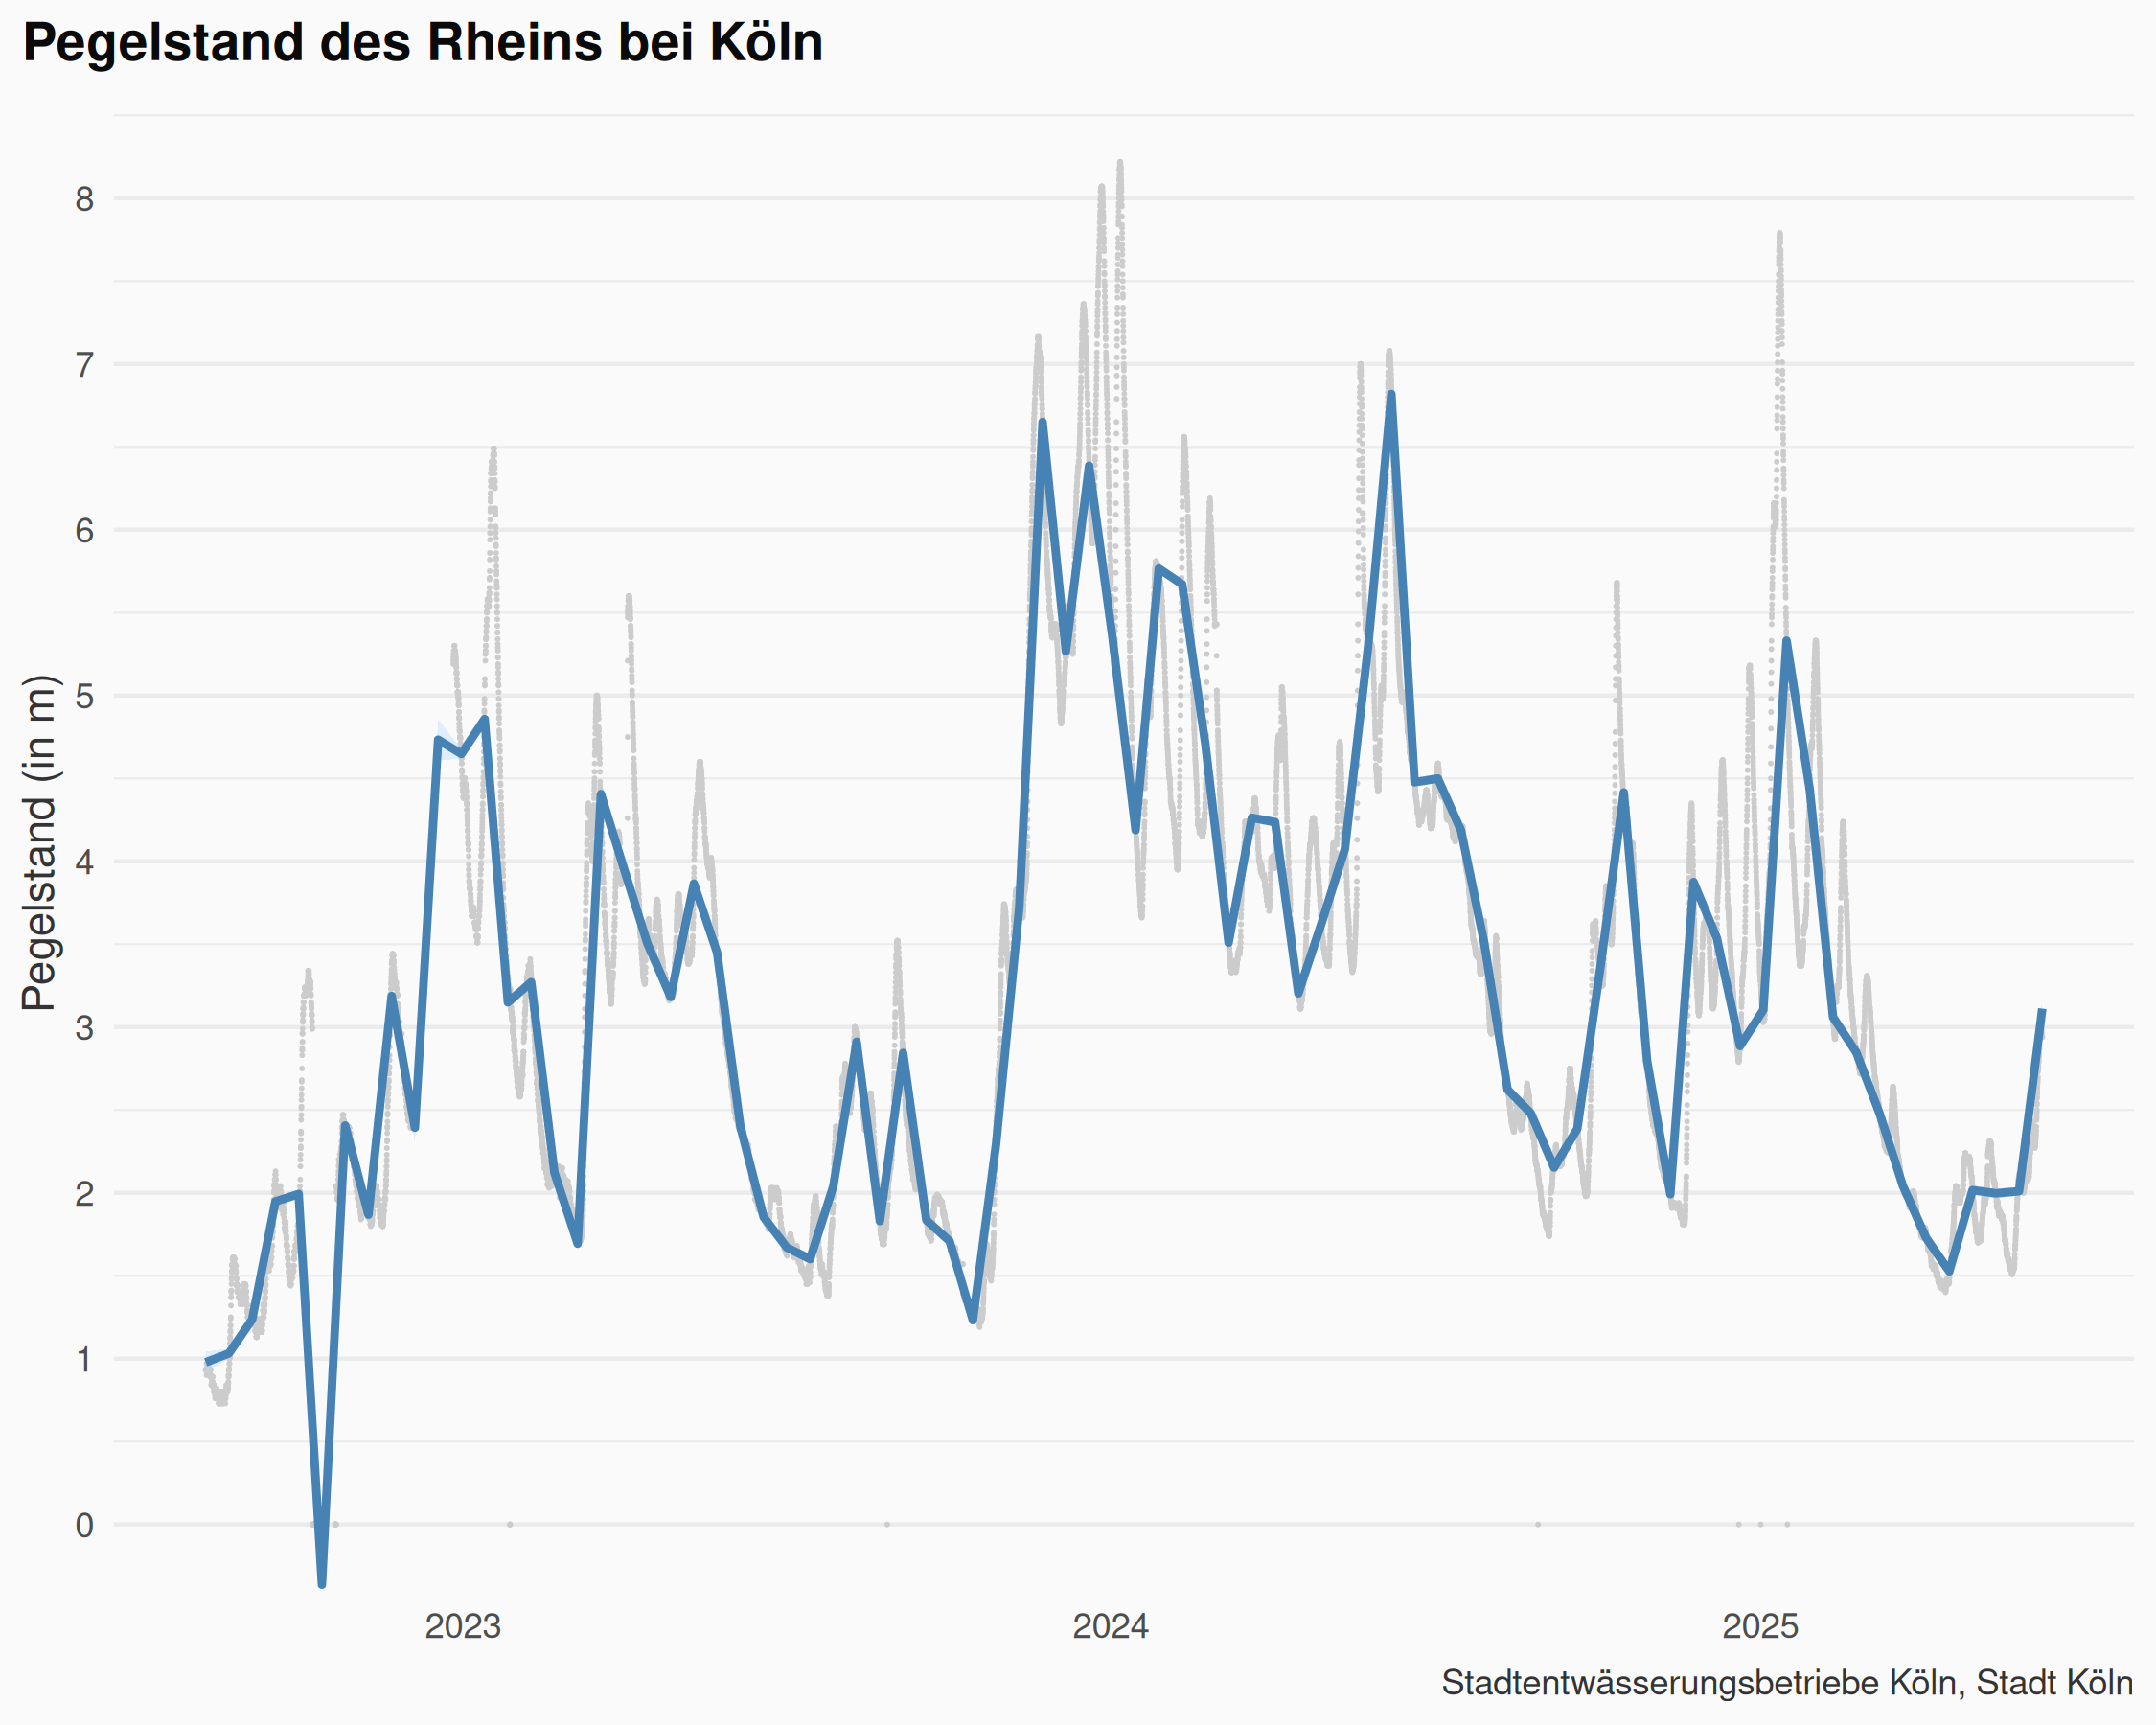 Pegelstand des Rheins bei Köln
Pegelstand (in m)
8
7
6
5
4
3
2
1
0
2023 2024 2025
Stadtentwässerungsbetriebe Köln, Stadt Köln